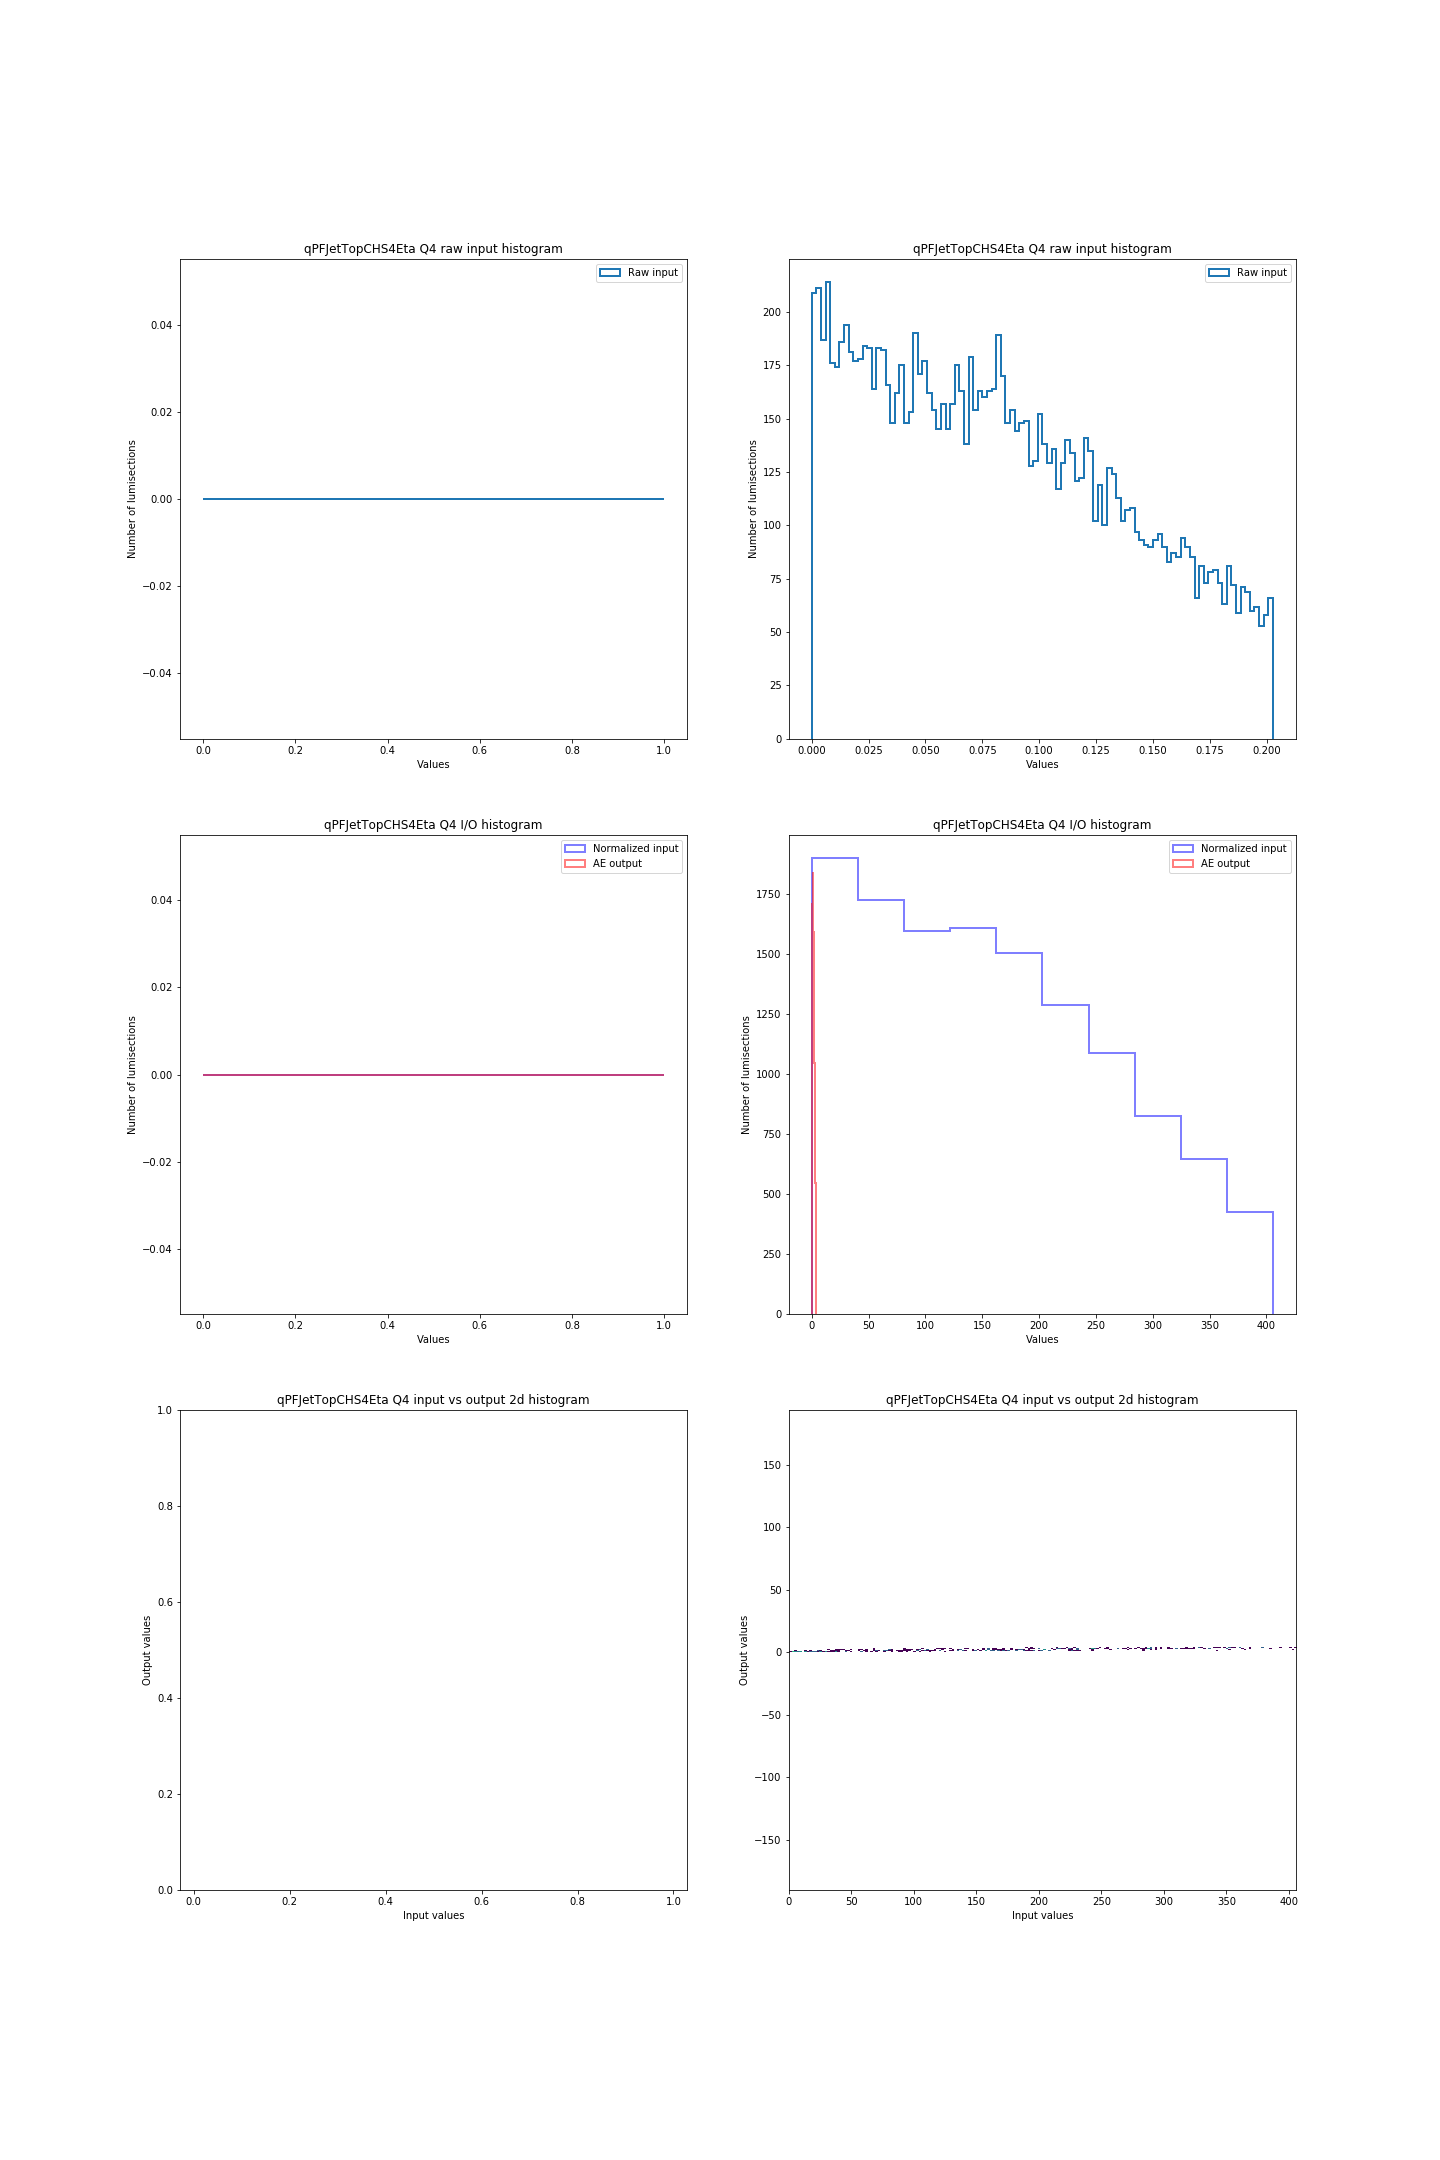 qPFJetTopCHS4Eta Q4 raw input histogram
Raw input
0.04
0.02
0.00
−0.02
−0.04
Number of lumisections
0.0 0.2 0.4 0.6 0.8 1.0
Values
qPFJetTopCHS4Eta Q4 raw input histogram
Raw input
200
175
150
125
100
75
50
25
0
Number of lumisections
0.000 0.025 0.050 0.075 0.100 0.125 0.150 0.175 0.200
Values
qPFJetTopCHS4Eta Q4 I/O histogram
Normalized input
AE output
0.04
0.02
0.00
−0.02
−0.04
Number of lumisections
0.0 0.2 0.4 0.6 0.8 1.0
Values
qPFJetTopCHS4Eta Q4 I/O histogram
Normalized input
AE output
1750
1500
1250
1000
750
500
250
0
Number of lumisections
0 50 100 150 200 250 300 350 400
Values
qPFJetTopCHS4Eta Q4 input vs output 2d histogram
1.0
0.8
0.6
0.4
0.2
0.0
Output values
0.0 0.2 0.4 0.6 0.8 1.0
Input values
qPFJetTopCHS4Eta Q4 input vs output 2d histogram
150
100
50
0
−50
−100
−150
Output values
0 50 100 150 200 250 300 350 400
Input values